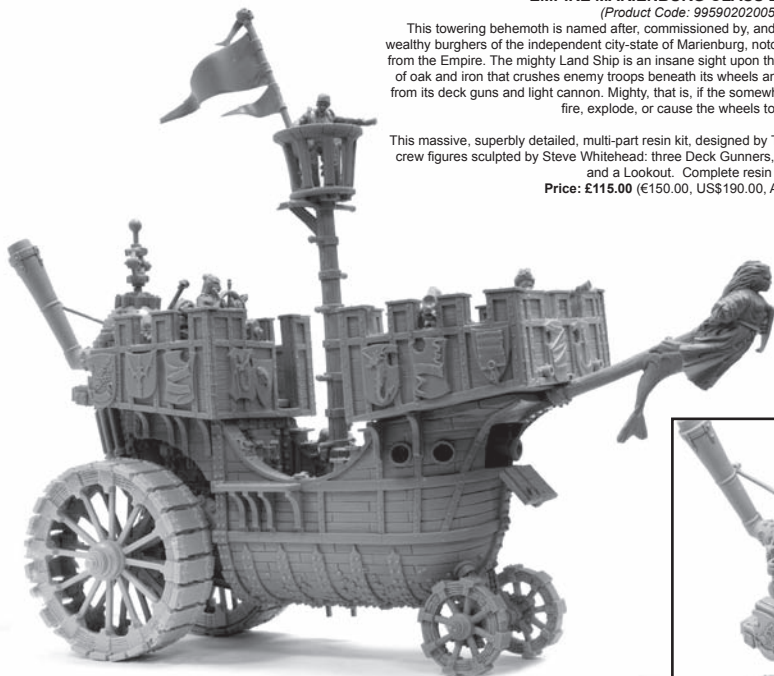 (Product Code: 99590202005
This towering behemoth is named after, commissioned by, and
wealthy burghers of the independent city-state of Marienburg,
from the Empire. The mighty Land Ship is an insane sight upon
of oak and iron that crushes enemy troops beneath its wheels
from its deck guns and light cannon. Mighty, that is, if the
fire, explode, or cause the wheels to
This massive, superbly detailed, multi-part resin kit, designed by
crew figures sculpted by Steve Whitehead: three Deck Gunners,
and a Lookout. Complete resin
Price: £115.00 (€150.00, US$190.00,